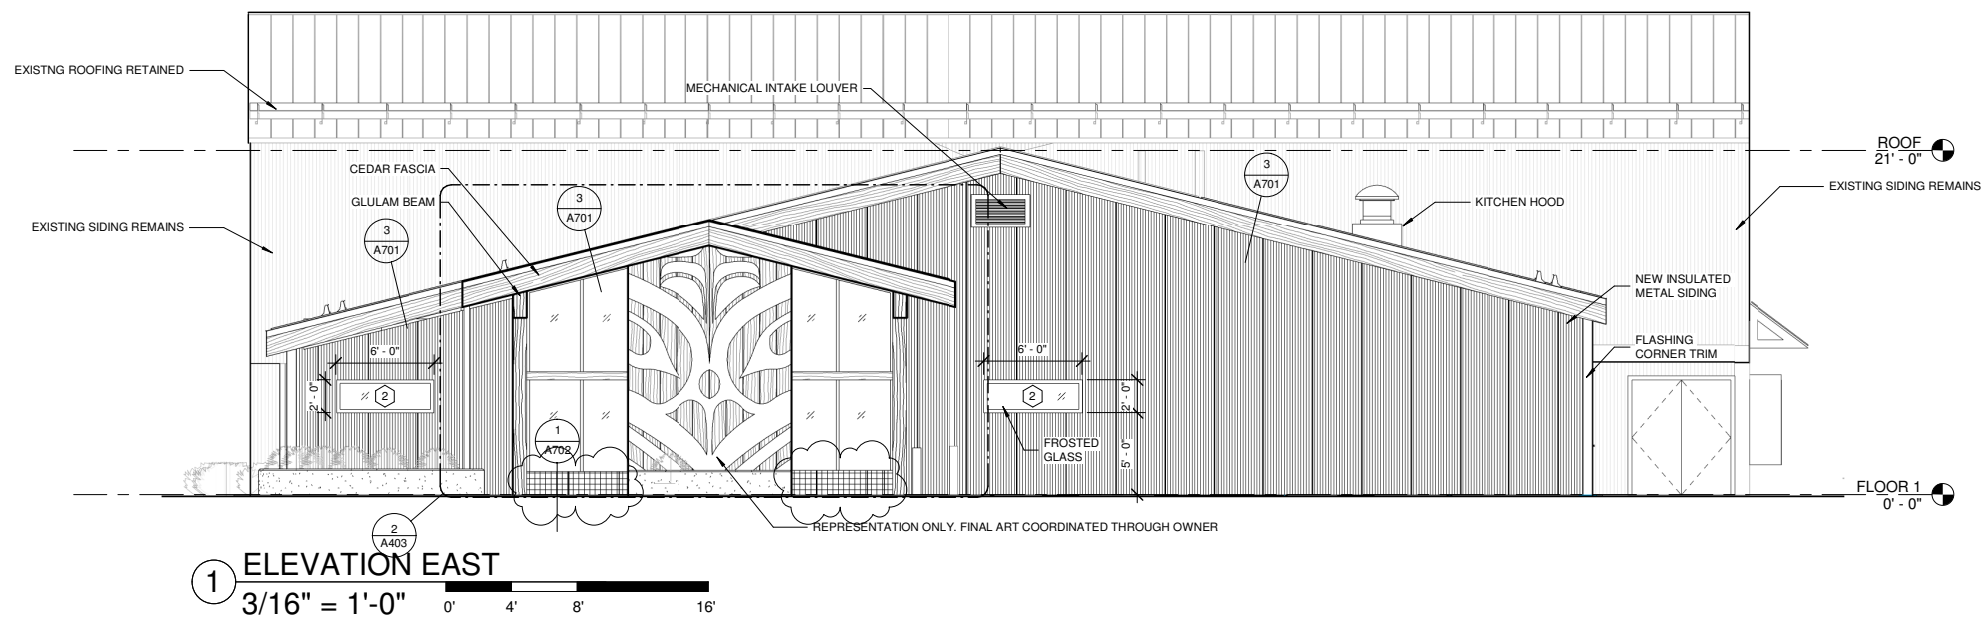 EXISTNG ROOFING RETAINED
MECHANICAL INTAKE LOUVER
ROOF
21' - 0"
CEDAR FASCIA
3
A701
EXISTING SIDING REMAINS
GLULAM BEAM
3
A701
KITCHEN HOOD
EXISTING SIDING REMAINS
3
A701
NEW INSULATED
METAL SIDING
FLASHING
CORNER TRIM
6' - 0"
6' - 0"
2' - 0"
2
2
2' - 0"
1
A702
FROSTED
GLASS
5' - 0"
FLOOR 1
0' - 0"
2
A403
REPRESENTATION ONLY. FINAL ART COORDINATED THROUGH OWNER
1
ELEVATION EAST
3/16" = 1'-0"
0' 4' 8' 16'